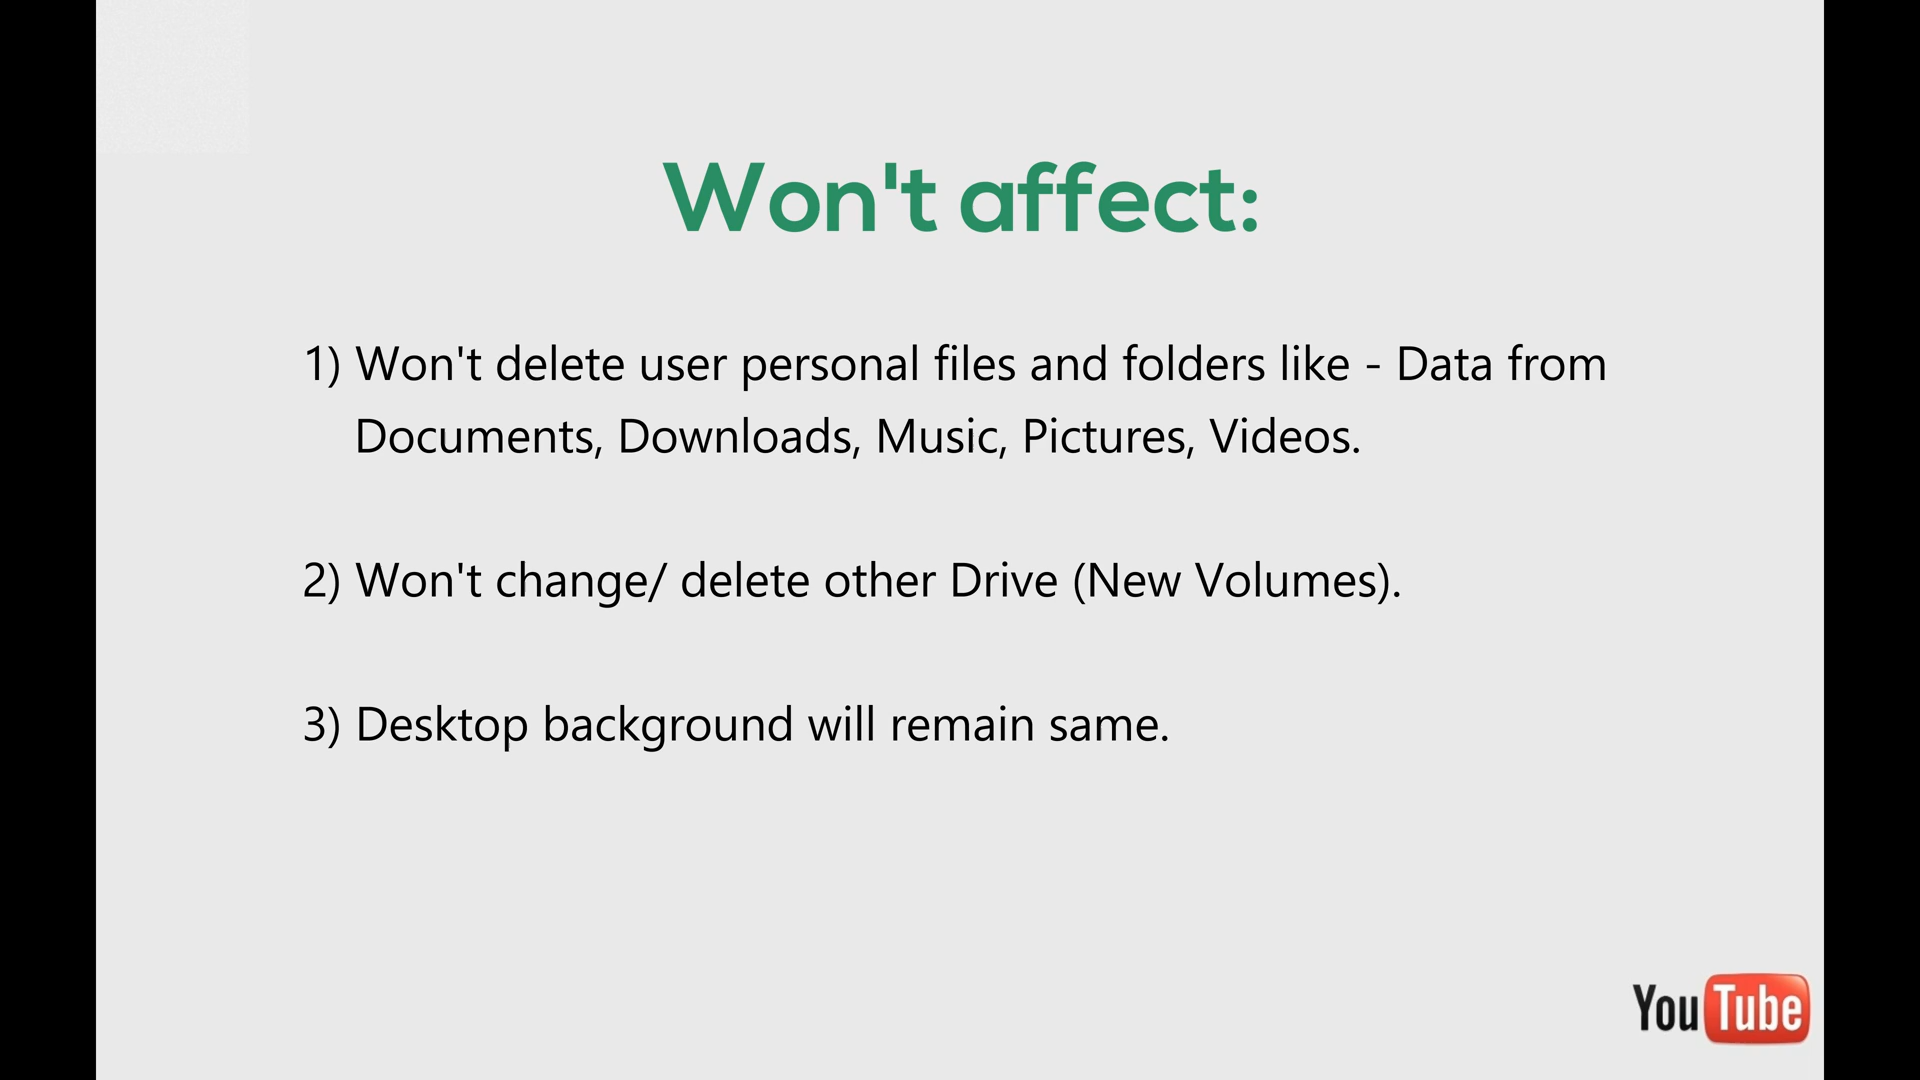 Won't affect:
1) Won't delete user personal files and folders like - Data from
Documents, Downloads, Music, Pictures, Videos.
2) Won't change/ delete other Drive (New Volumes).
3) Desktop background will remain same.
YouTube